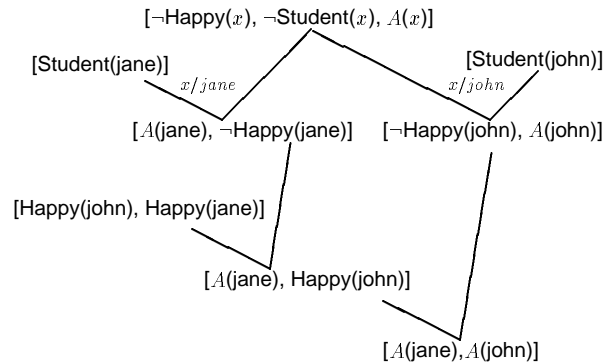 [¬Happy(x), ¬Student(x), A(x)]
[Student(jane)]
[Student(john)]
x/jane
x/john
[A(jane), ¬Happy(jane)]
[¬Happy(john), A(john)]
[Happy(john), Happy(jane)]
[A(jane), Happy(john)]
[A(jane),A(john)]